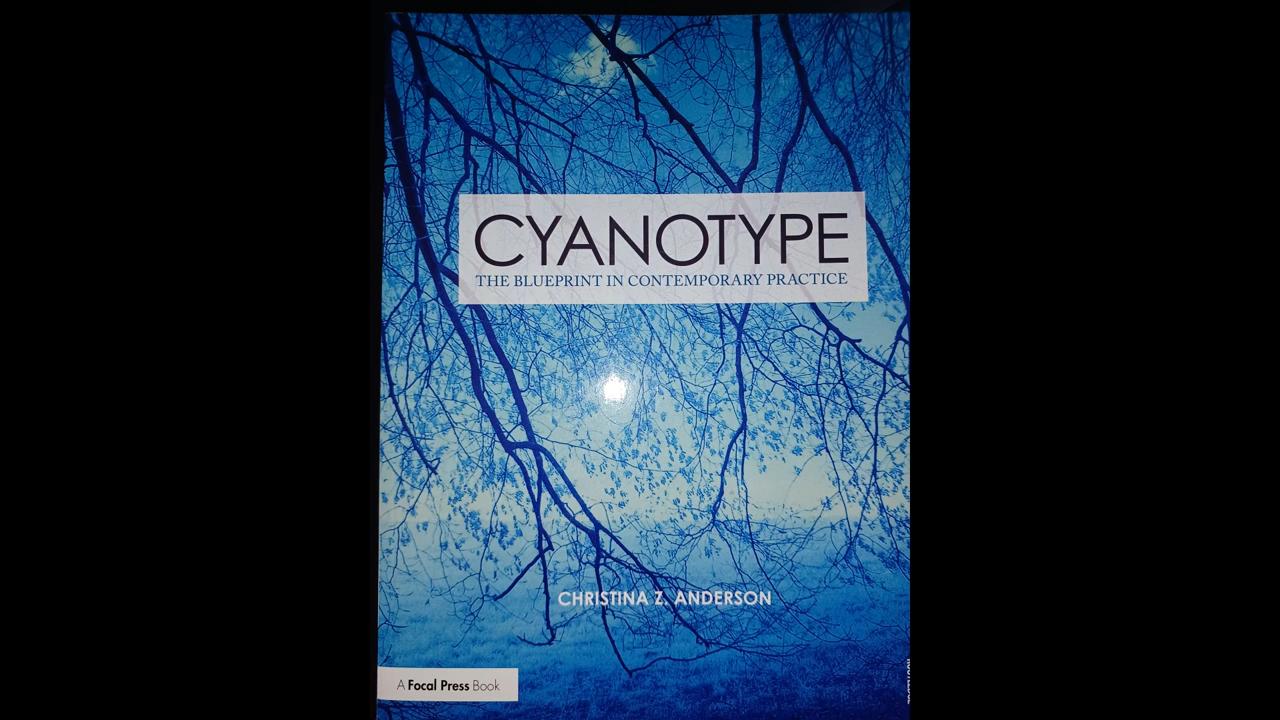 CYANOTYPE
THE BLUEPRINT IN CONTEMPORARY PRACTICE
CHRISTINA Z. ANDERSON
A Focal Press Book